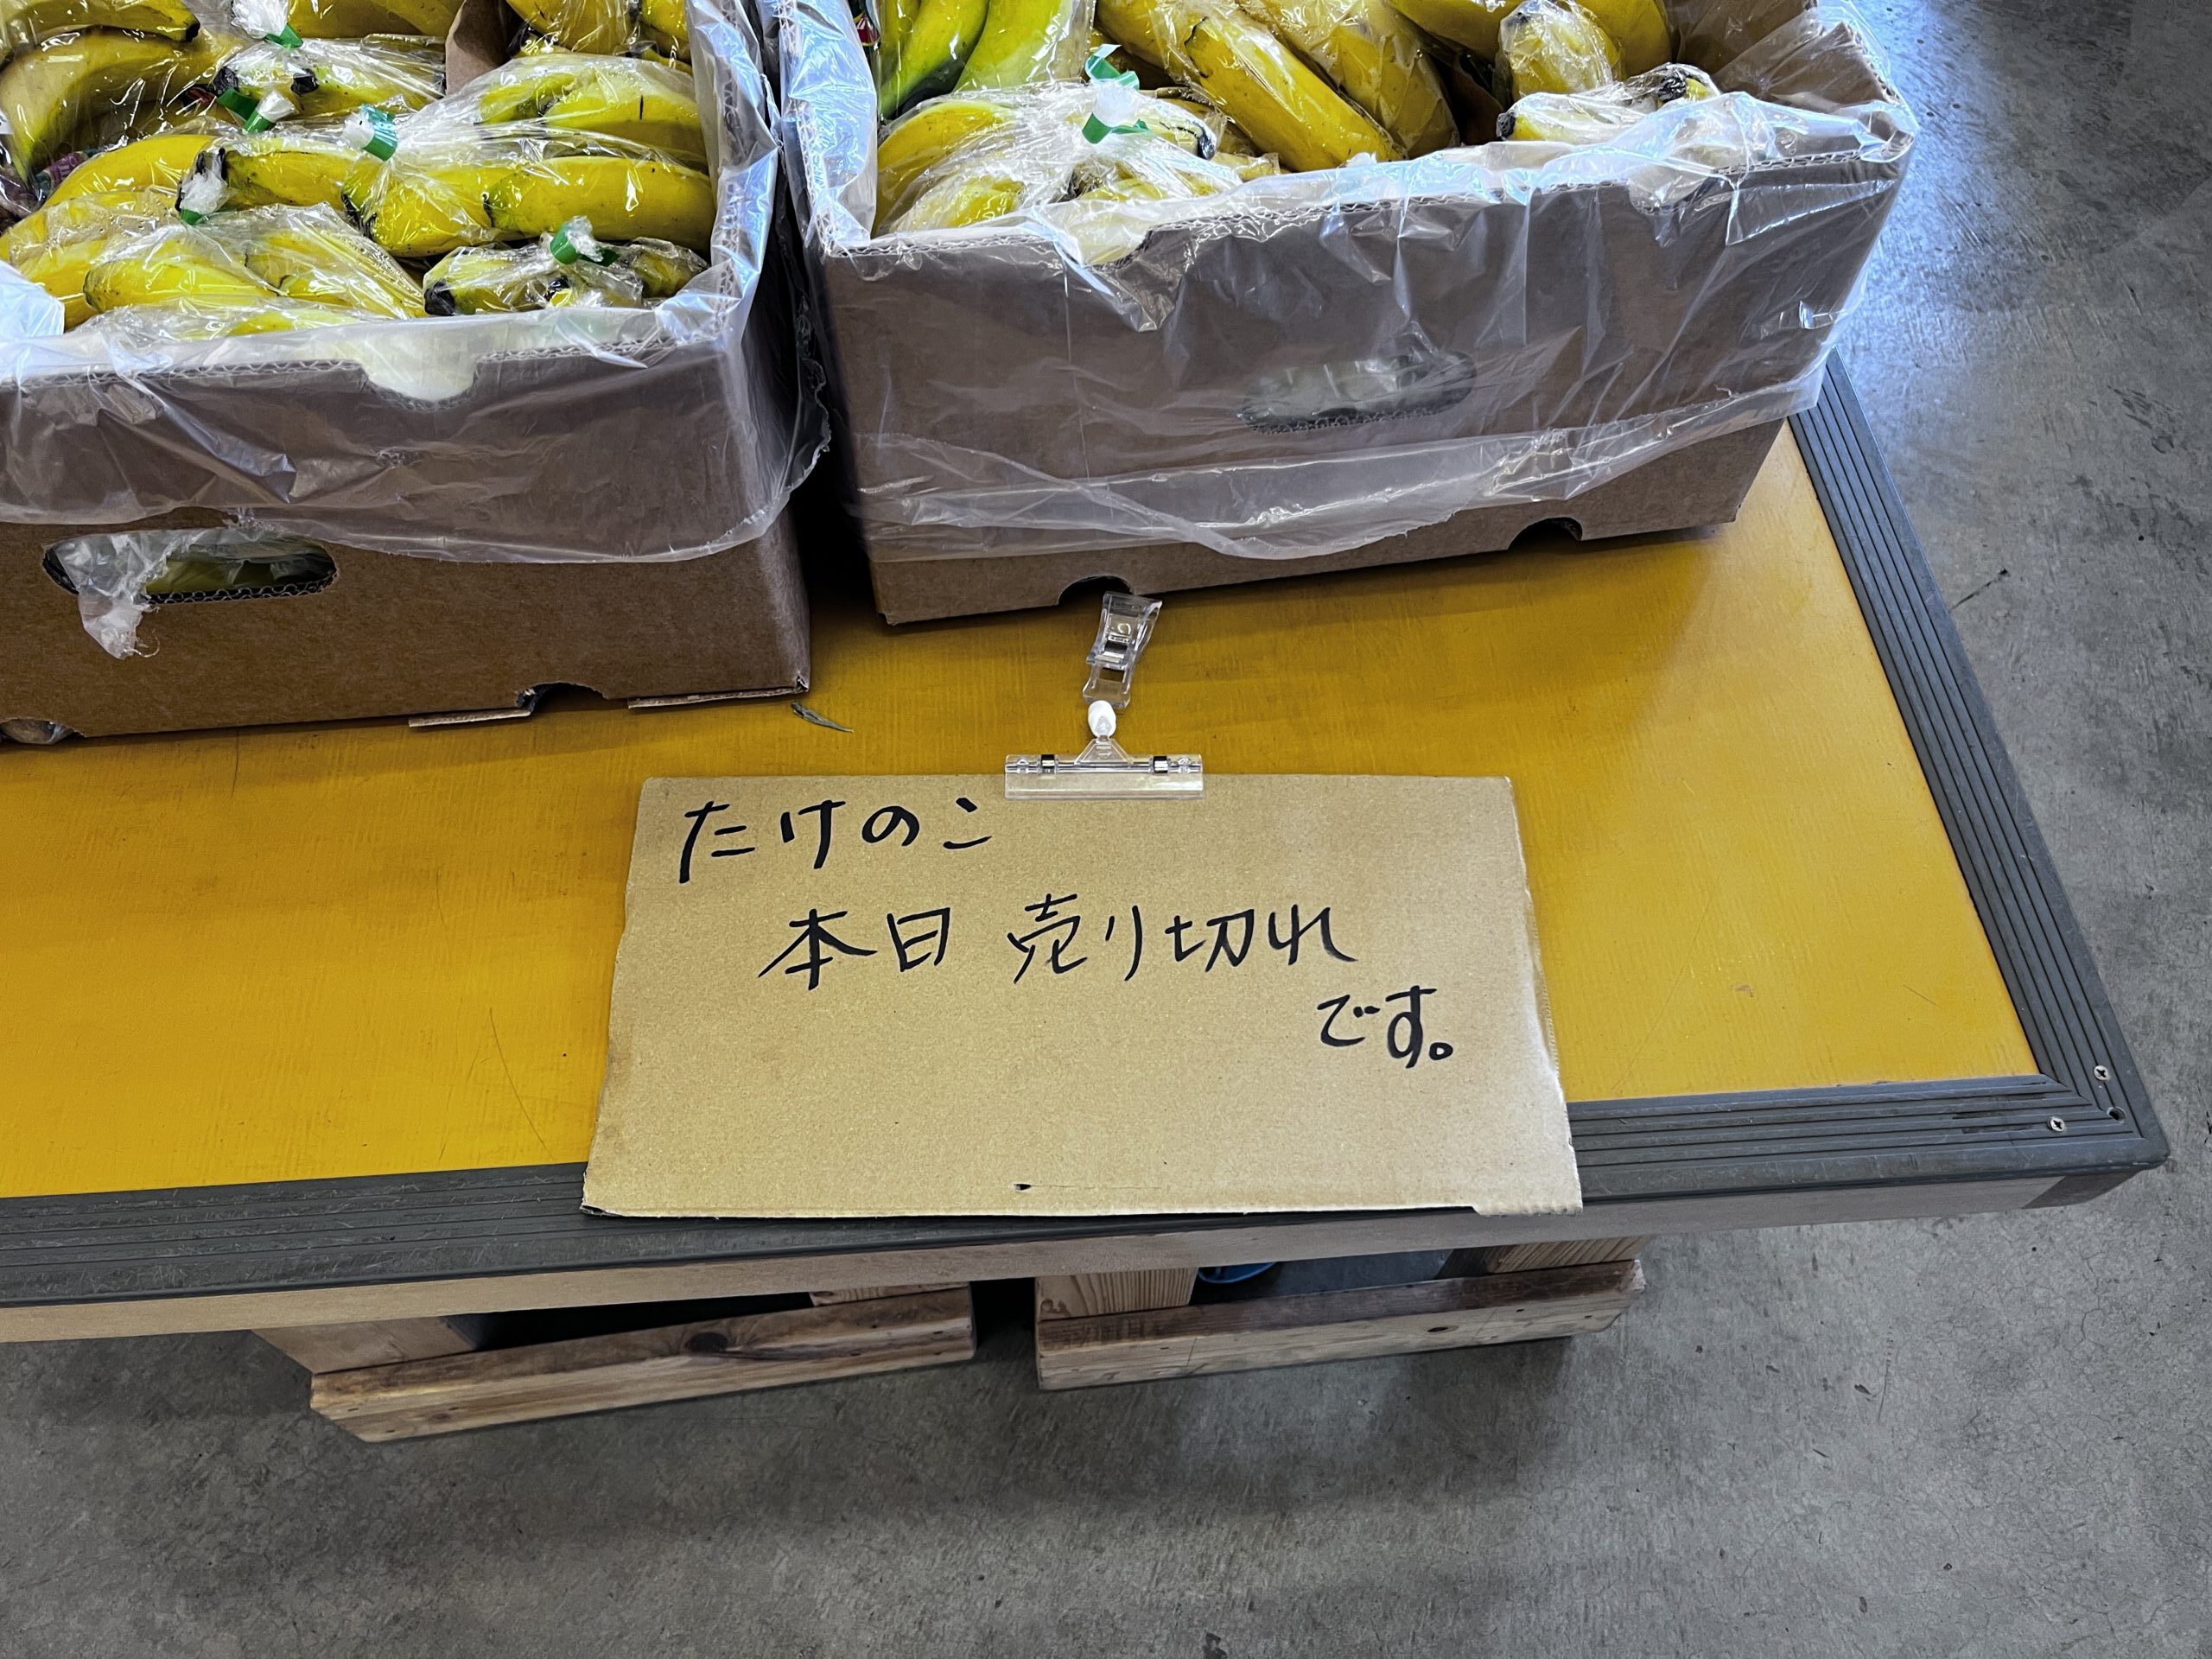 たけのこ
本日 売り切れ
です。